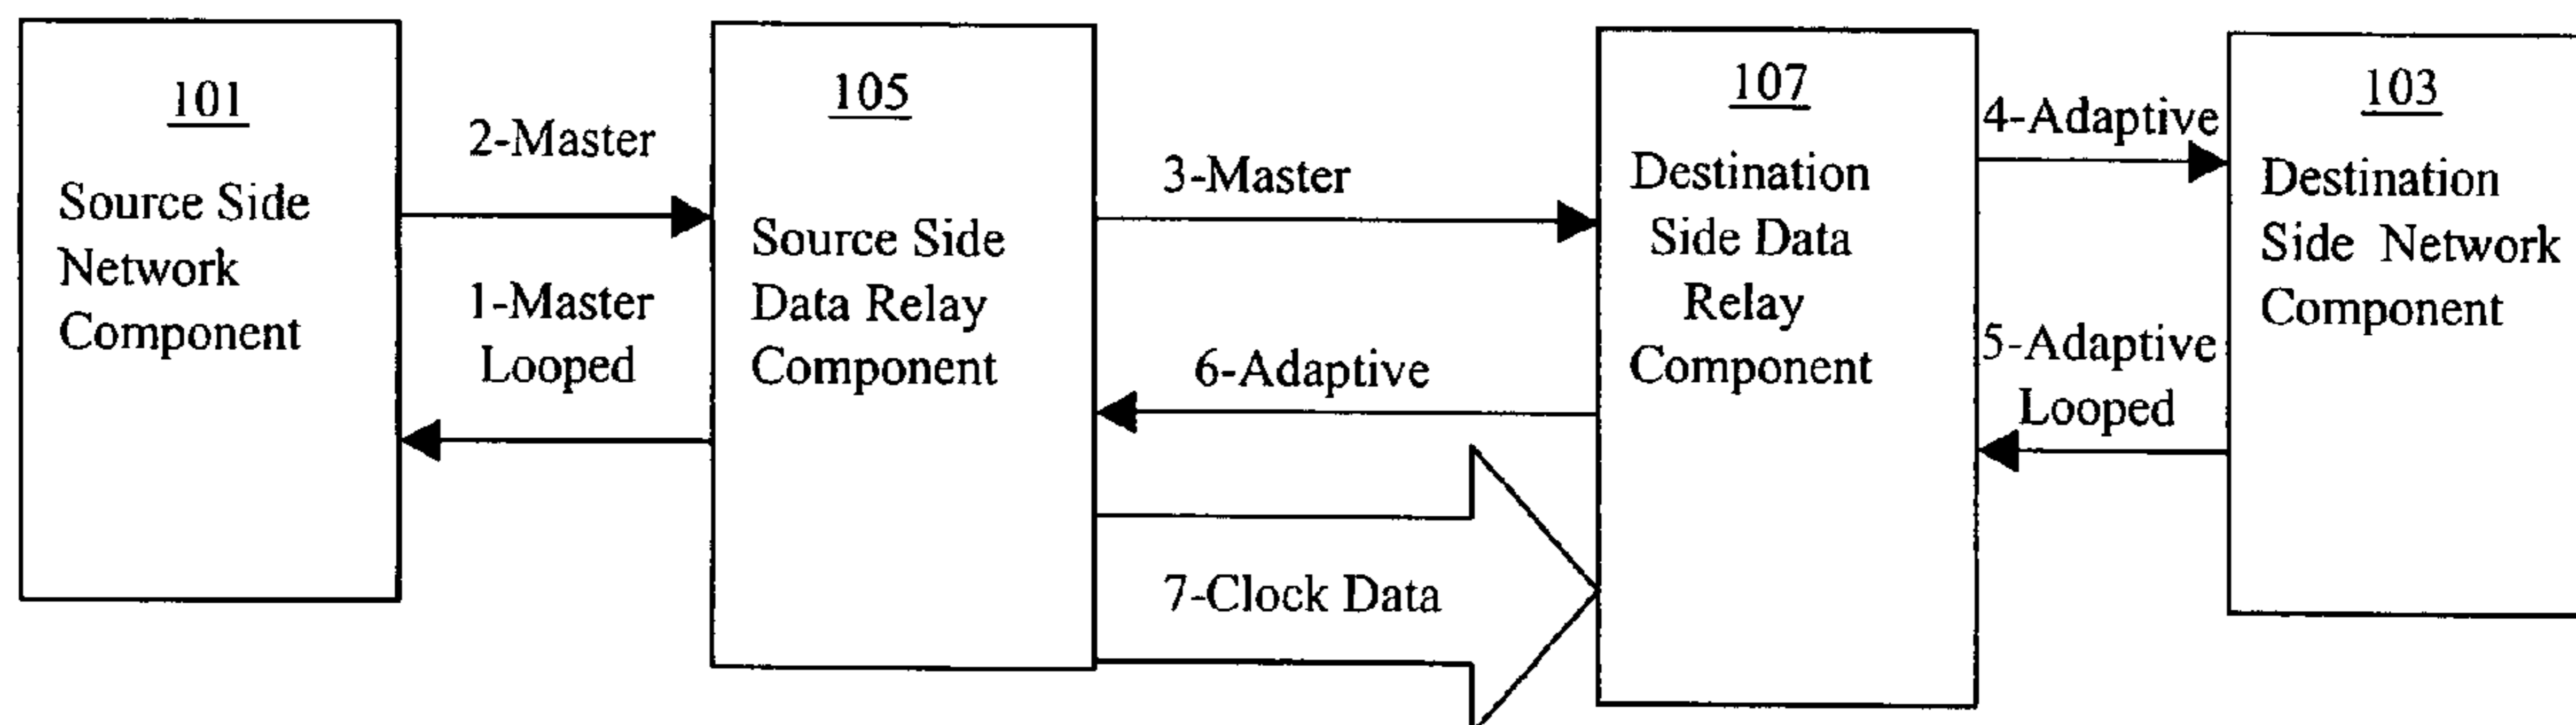 101
Source Side
Network
Component
2-Master
1-Master
Looped
105
Source Side
Data Relay
Component
3-Master
6-Adaptive
7-Clock Data
107
Destination
Side Data
Relay
Component
4-Adaptive
5-Adaptive
Looped
103
Destination
Side Network
Component